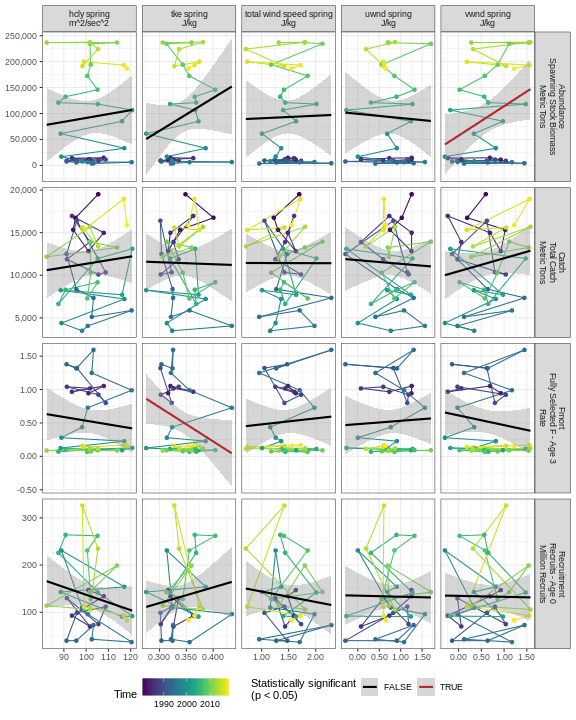 hcly spring
m^2/sec^2
tke spring
J/kg
total wind speed spring
J/kg
uwnd spring
J/kg
vwnd spring
J/kg
250,000
200,000
150,000
100,000
50,000
0
Abundance
Spawning Stock Biomass
Metric Tons
20,000
15,000
10,000
5,000
Catch
Total Catch
Metric Tons
1.50
1.00
0.50
0.00
-0.50
Fmort
Fully Selected F - Age 3
Rate
300
200
100
Recruitment
Recruits - Age 0
Million Recruits
90 100 110 120
0.300 0.350 0.400
1.00 1.50 2.00
0.00 0.50 1.00 1.50
0.00 0.50 1.00 1.50
Time
1990 2000 2010
Statistically significant
(p < 0.05)
FALSE
TRUE